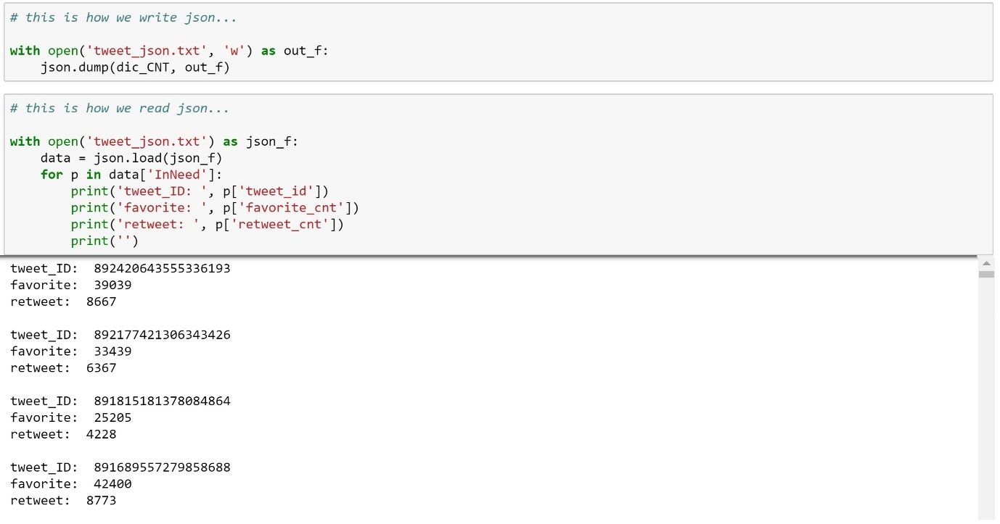 # this is how we write json...
with open('tweet_json.txt', 'w') as out_f:
    json.dump(dic_CNT, out_f)
# this is how we read json...
with open('tweet_json.txt') as json_f:
    data = json.load(json_f)
    for p in data['InNeed']:
        print('tweet_ID: ', p['tweet_id'])
        print('favorite: ', p['favorite_cnt'])
        print('retweet: ', p['retweet_cnt'])
        print('')
tweet_ID:  892420643555336193
favorite:  39039
retweet:  8667
tweet_ID:  892177421306343426
favorite:  33439
retweet:  6367
tweet_ID:  891815181378084864
favorite:  25205
retweet:  4228
tweet_ID:  891689557279858688
favorite:  42400
retweet:  8773